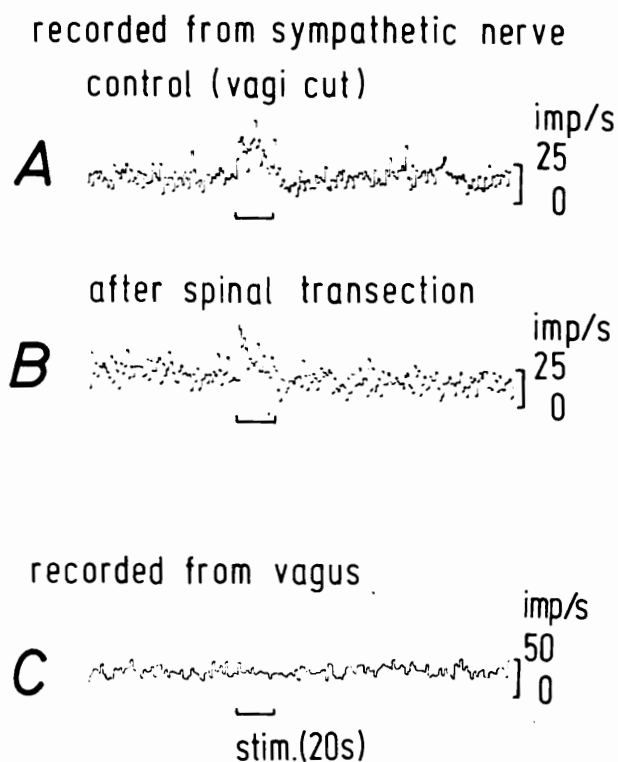 recorded from sympathetic nerve
control (vagi cut)
A
imp/s
25
0
after spinal transection
B
imp/s
25
0
recorded from vagus
C
imp/s
50
0
stim.(20s)